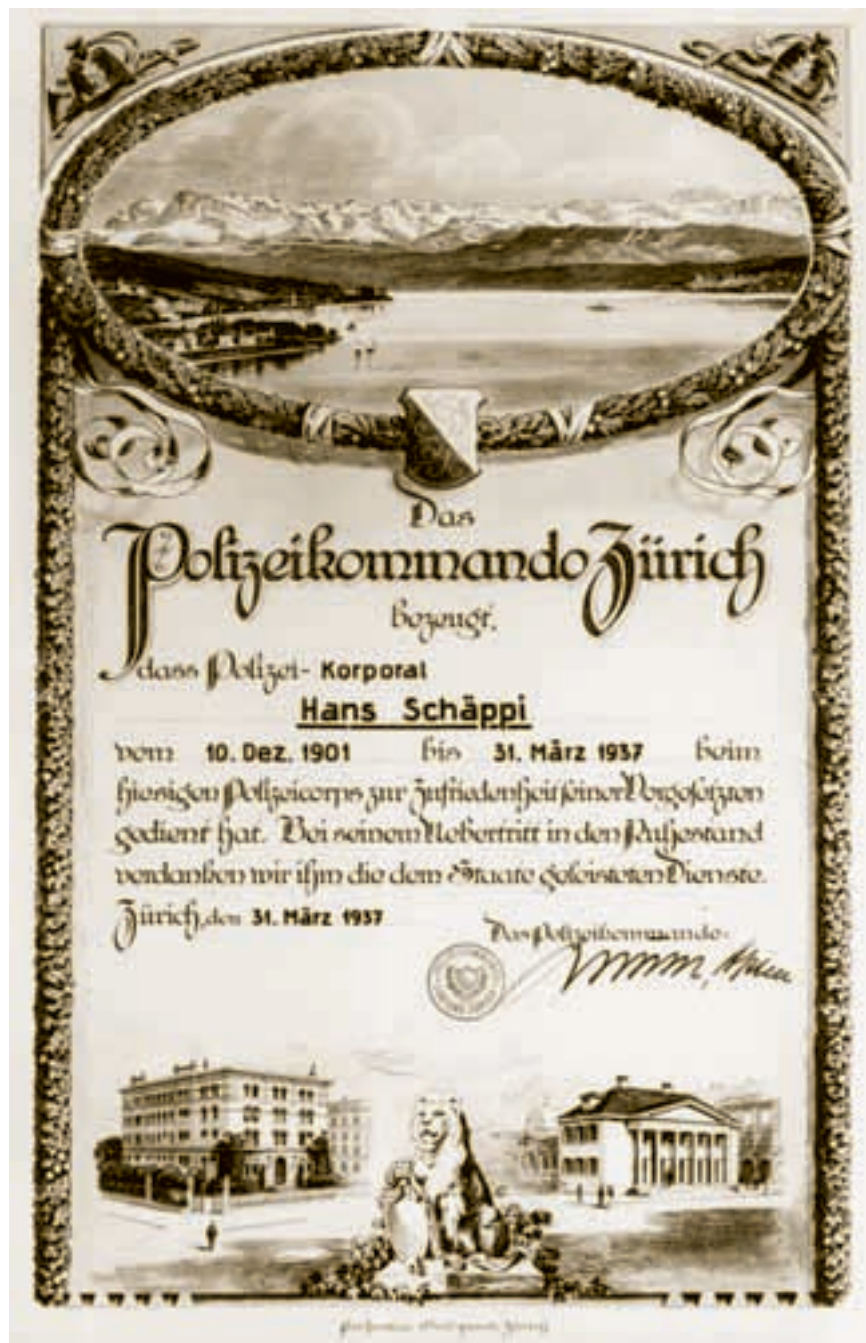 Das
Polizeikommando Zürich
bezeugt,
dass Polizei- Korporal
Hans Schäppi
vom 10. Dez. 1901 bis 31. März 1937 beim
hiesigen Polizeicorps zur Zufriedenheit seiner Vorgesetzten
gedient hat. Bei seinem Uebertritt in den Ruhestand
verdanken wir ihm die dem Staate geleisteten Dienste.
Zürich, den 31. März 1937
Das Polizeikommando: